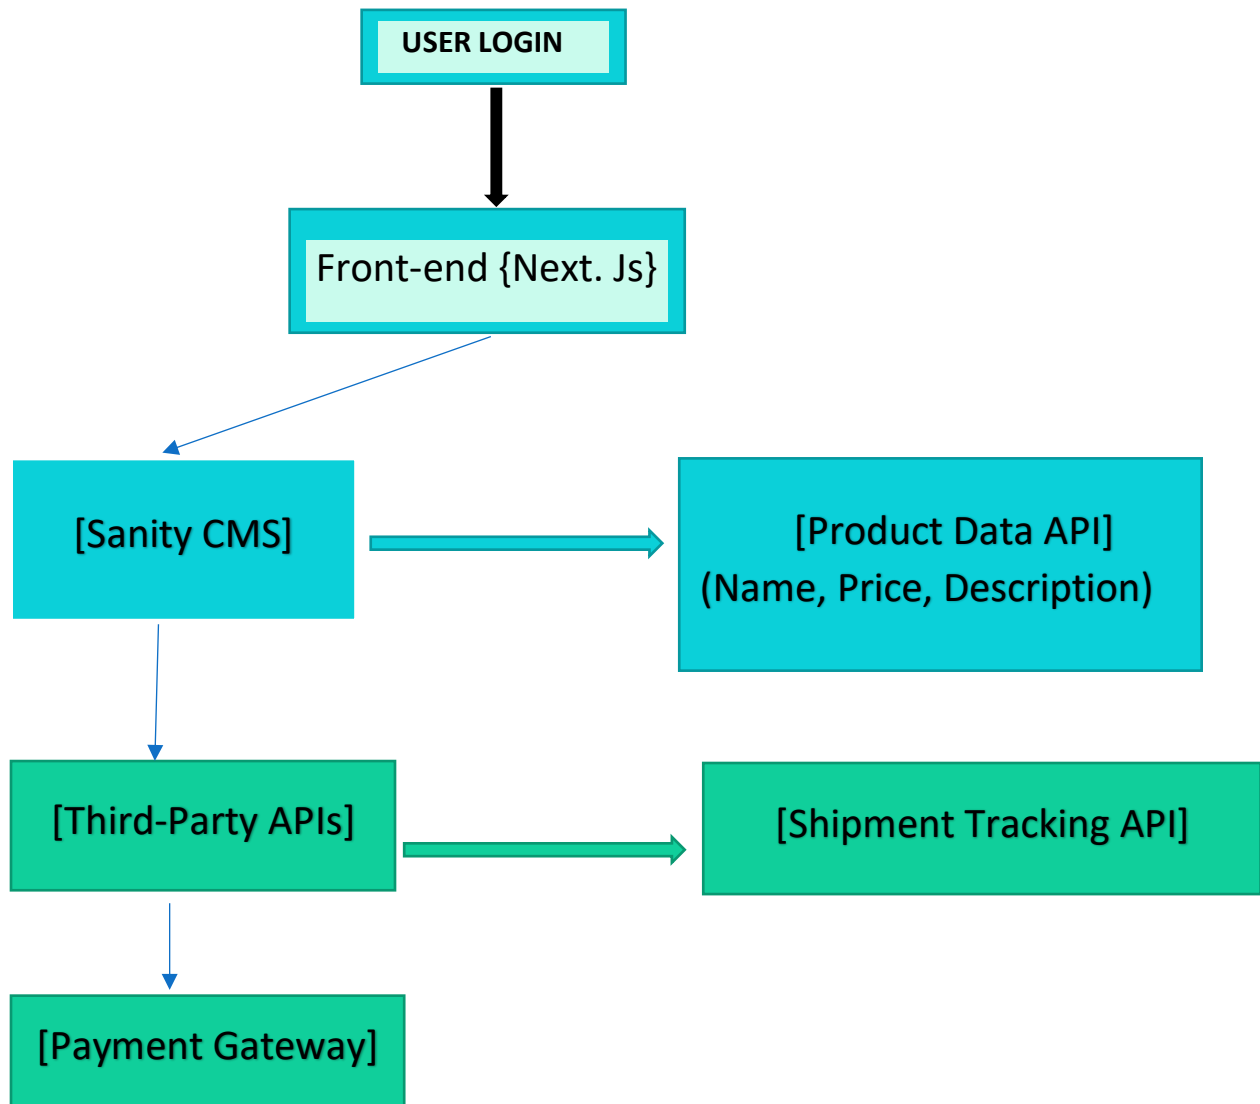 USER LOGIN
Front-end {Next. Js}
[Sanity CMS]
[Product Data API]
(Name, Price, Description)
[Third-Party APIs]
[Shipment Tracking API]
[Payment Gateway]